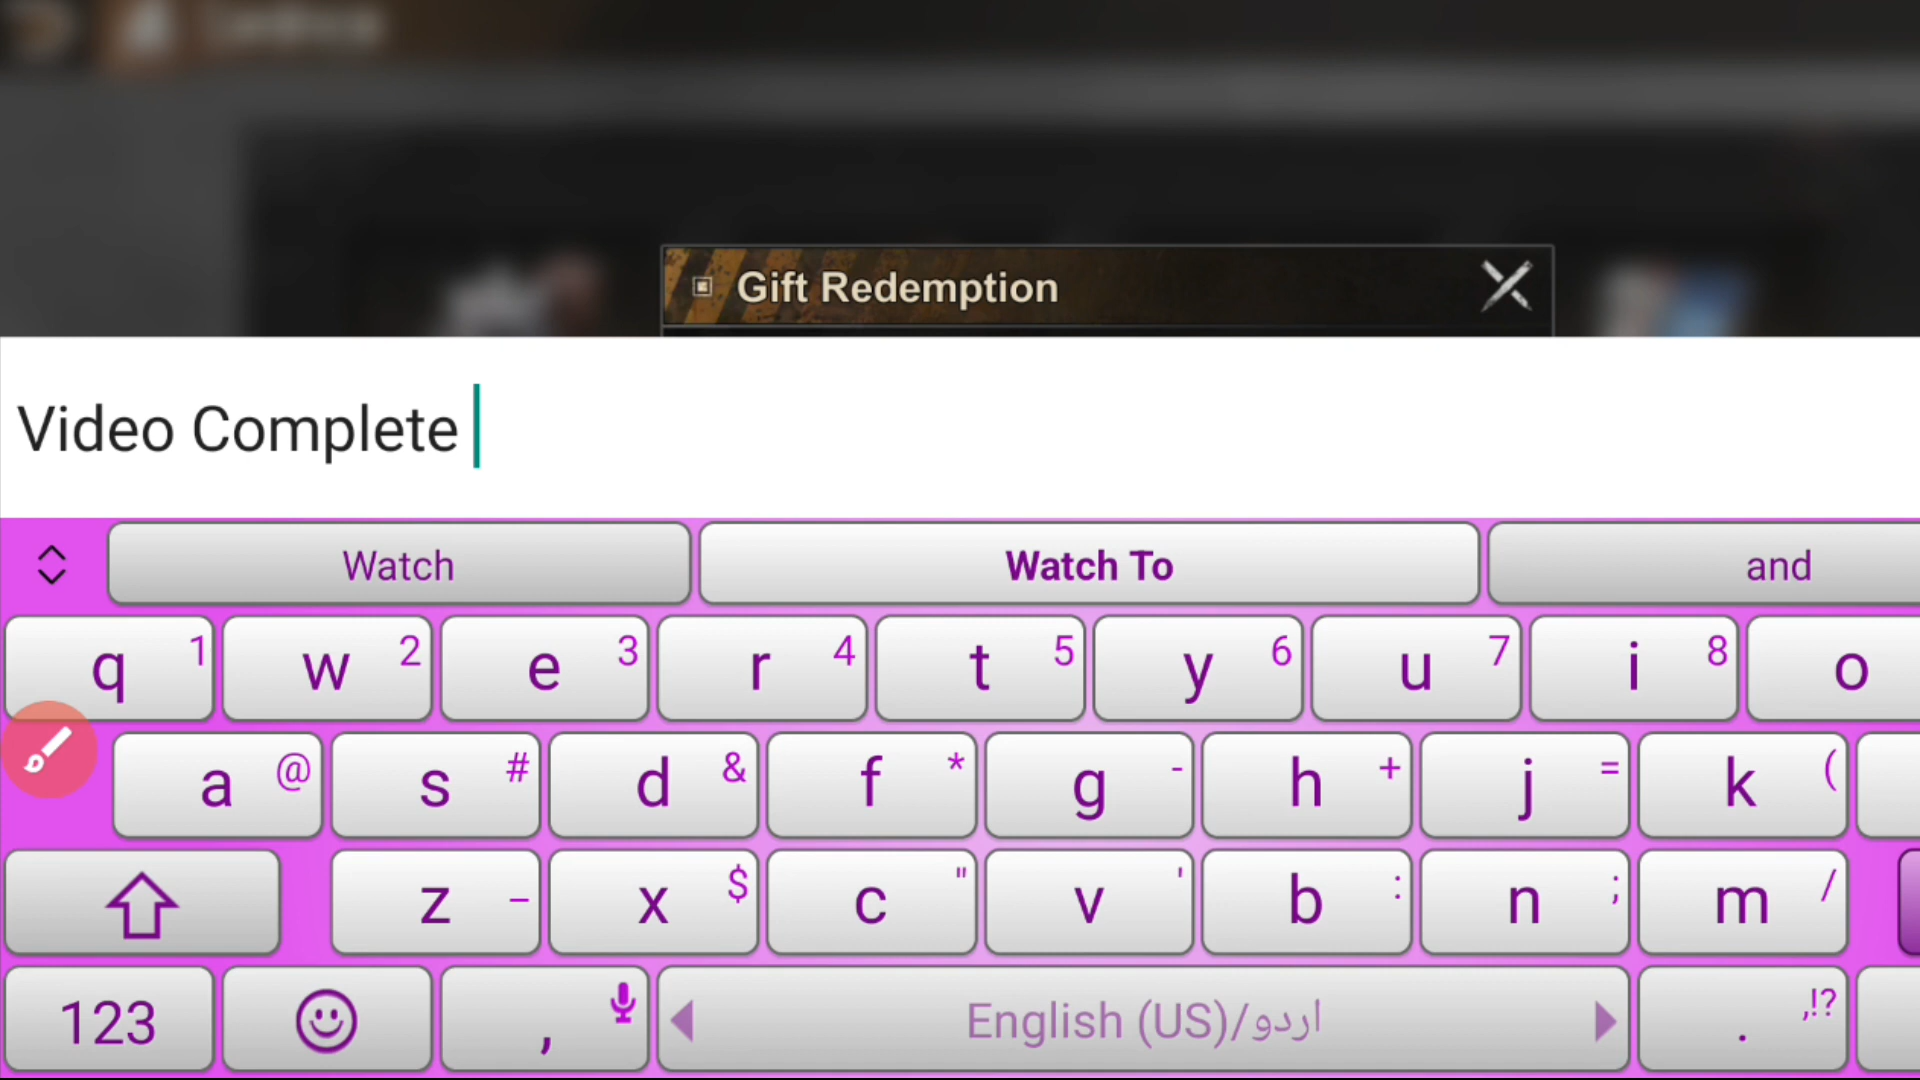 Gift Redemption
Video Complete
Watch Watch To and
q 1 w 2 e 3 r 4 t 5 y 6 u 7 i 8 o
a @ s # d & f * g - h + j = k (
z _ x $ c " v ' b : n ; m /
123 , English (US)/اردو . ,!?